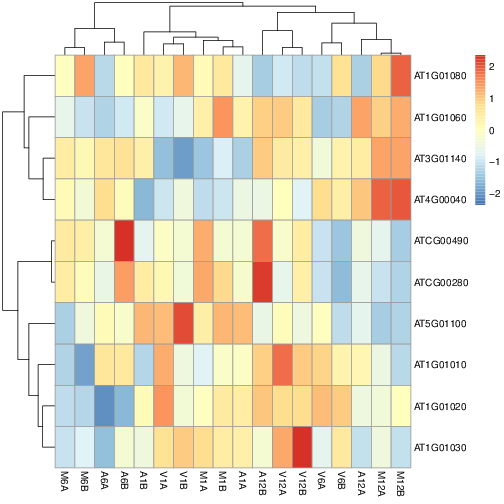 2
1
0
−1
−2
AT1G01080
AT1G01060
AT3G01140
AT4G00040
ATCG00490
ATCG00280
AT5G01100
AT1G01010
AT1G01020
AT1G01030
M6A M6B A6A A6B A1B V1A V1B M1A M1B A1A A12B V12A V12B V6A V6B A12A M12A M12B